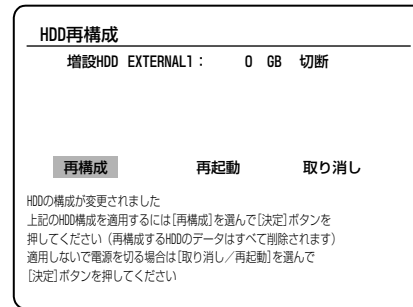 HDD再構成
増設HDD EXTERNAL1： 0 GB 切断
再構成 再起動 取り消し
HDDの構成が変更されました
上記のHDD構成を適用するには[再構成]を選んで[決定]ボタンを
押してください（再構成するHDDのデータはすべて削除されます）
適用しないで電源を切る場合は[取り消し／再起動]を選んで
[決定]ボタンを押してください